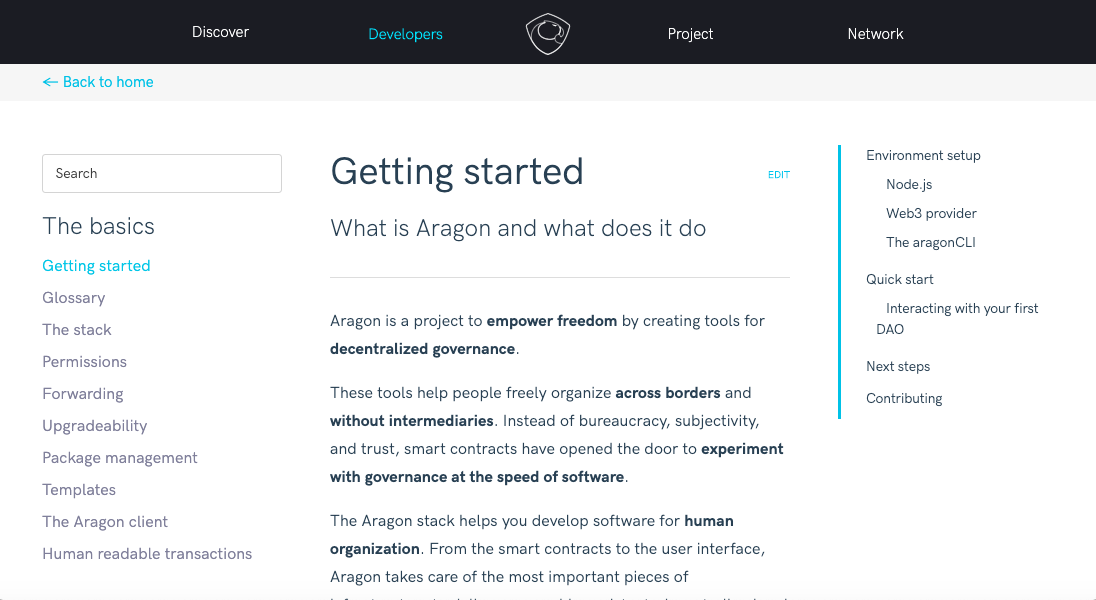 Discover
Developers
Project
Network
← Back to home
Search
The basics
Getting started
Glossary
The stack
Permissions
Forwarding
Upgradeability
Package management
Templates
The Aragon client
Human readable transactions
Getting started
EDIT
What is Aragon and what does it do
Aragon is a project to empower freedom by creating tools for
decentralized governance.
These tools help people freely organize across borders and
without intermediaries. Instead of bureaucracy, subjectivity,
and trust, smart contracts have opened the door to experiment
with governance at the speed of software.
The Aragon stack helps you develop software for human
organization. From the smart contracts to the user interface,
Aragon takes care of the most important pieces of
Environment setup
Node.js
Web3 provider
The aragonCLI
Quick start
Interacting with your first
DAO
Next steps
Contributing